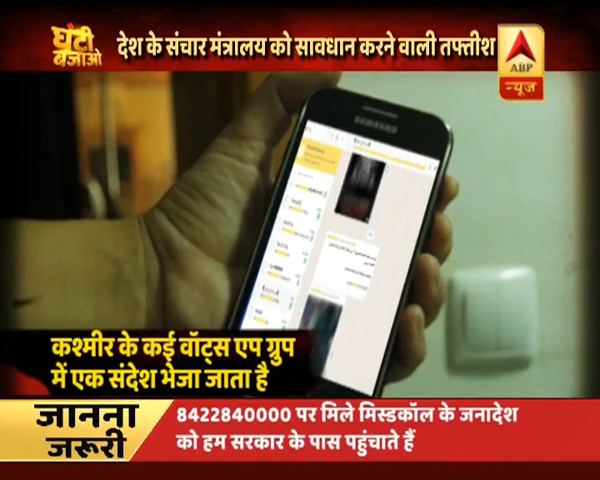 घंटी
बजाओ
देश के संचार मंत्रालय को सावधान करने वाली तफ्तीश
ABP
न्यूज़
SAMSUNG
कश्मीर के कई वॉट्स एप ग्रुप
में एक संदेश भेजा जाता है
जानना
जरूरी
8422840000 पर मिले मिस्डकॉल के जनादेश
को हम सरकार के पास पहुंचाते हैं